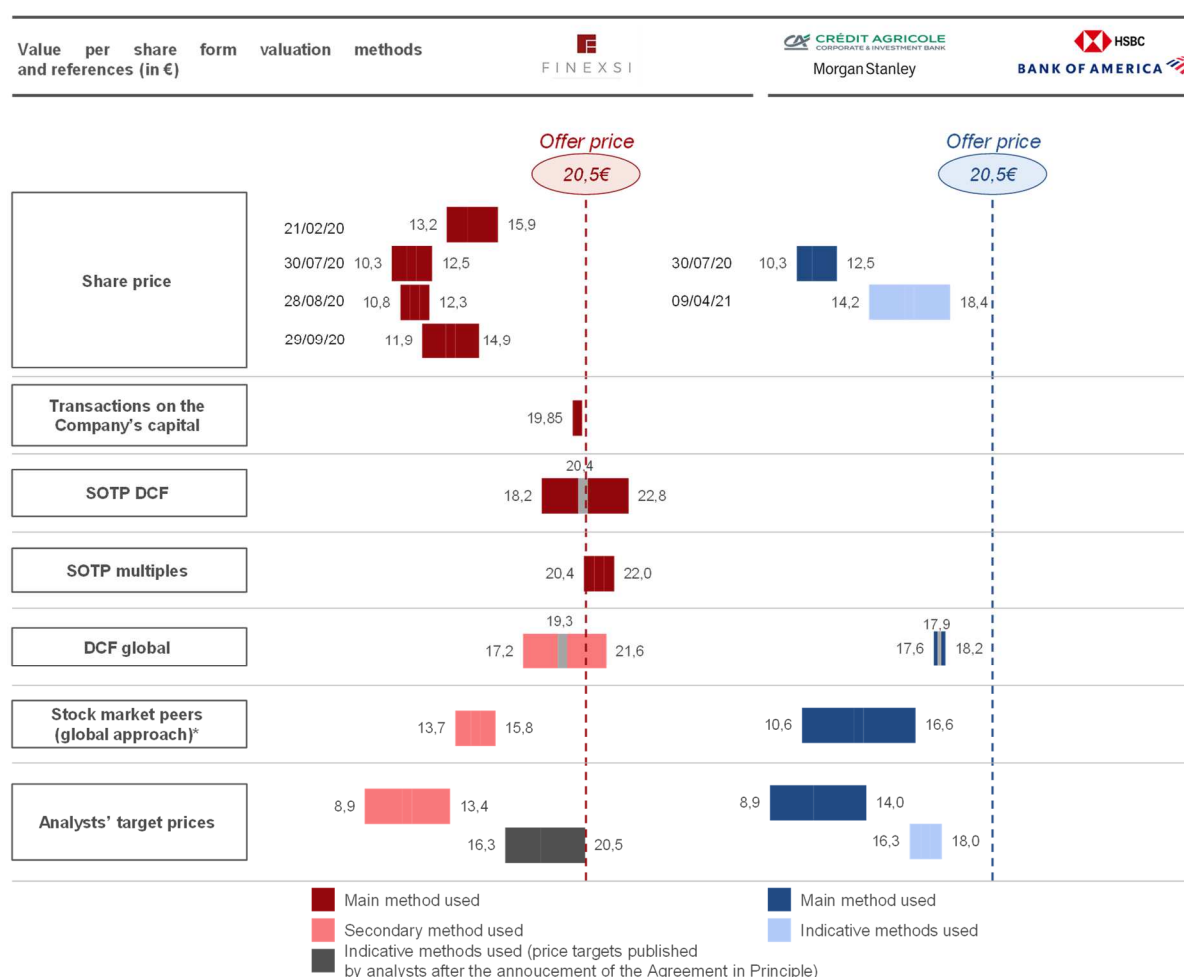 Value per share form valuation methods
and references (in €)
FINEXSI
CRÉDIT AGRICOLE
CORPORATE & INVESTMENT BANK
Morgan Stanley
HSBC
BANK OF AMERICA
Offer price
20,5€
Offer price
20,5€
Share price
21/02/20 13,2 15,9
30/07/20 10,3 12,5
28/08/20 10,8 12,3
29/09/20 11,9 14,9
30/07/20 10,3 12,5
09/04/21 14,2 18,4
Transactions on the
Company's capital
19,85
SOTP DCF
20,4
18,2 22,8
SOTP multiples
20,4 22,0
DCF global
19,3
17,2 21,6
17,9
17,6 18,2
Stock market peers
(global approach)*
13,7 15,8
10,6 16,6
Analysts' target prices
8,9 13,4
16,3 20,5
8,9 14,0
16,3 18,0
Main method used
Secondary method used
Indicative methods used (price targets published
by analysts after the annoucement of the Agreement in Principle)
Main method used
Indicative methods used